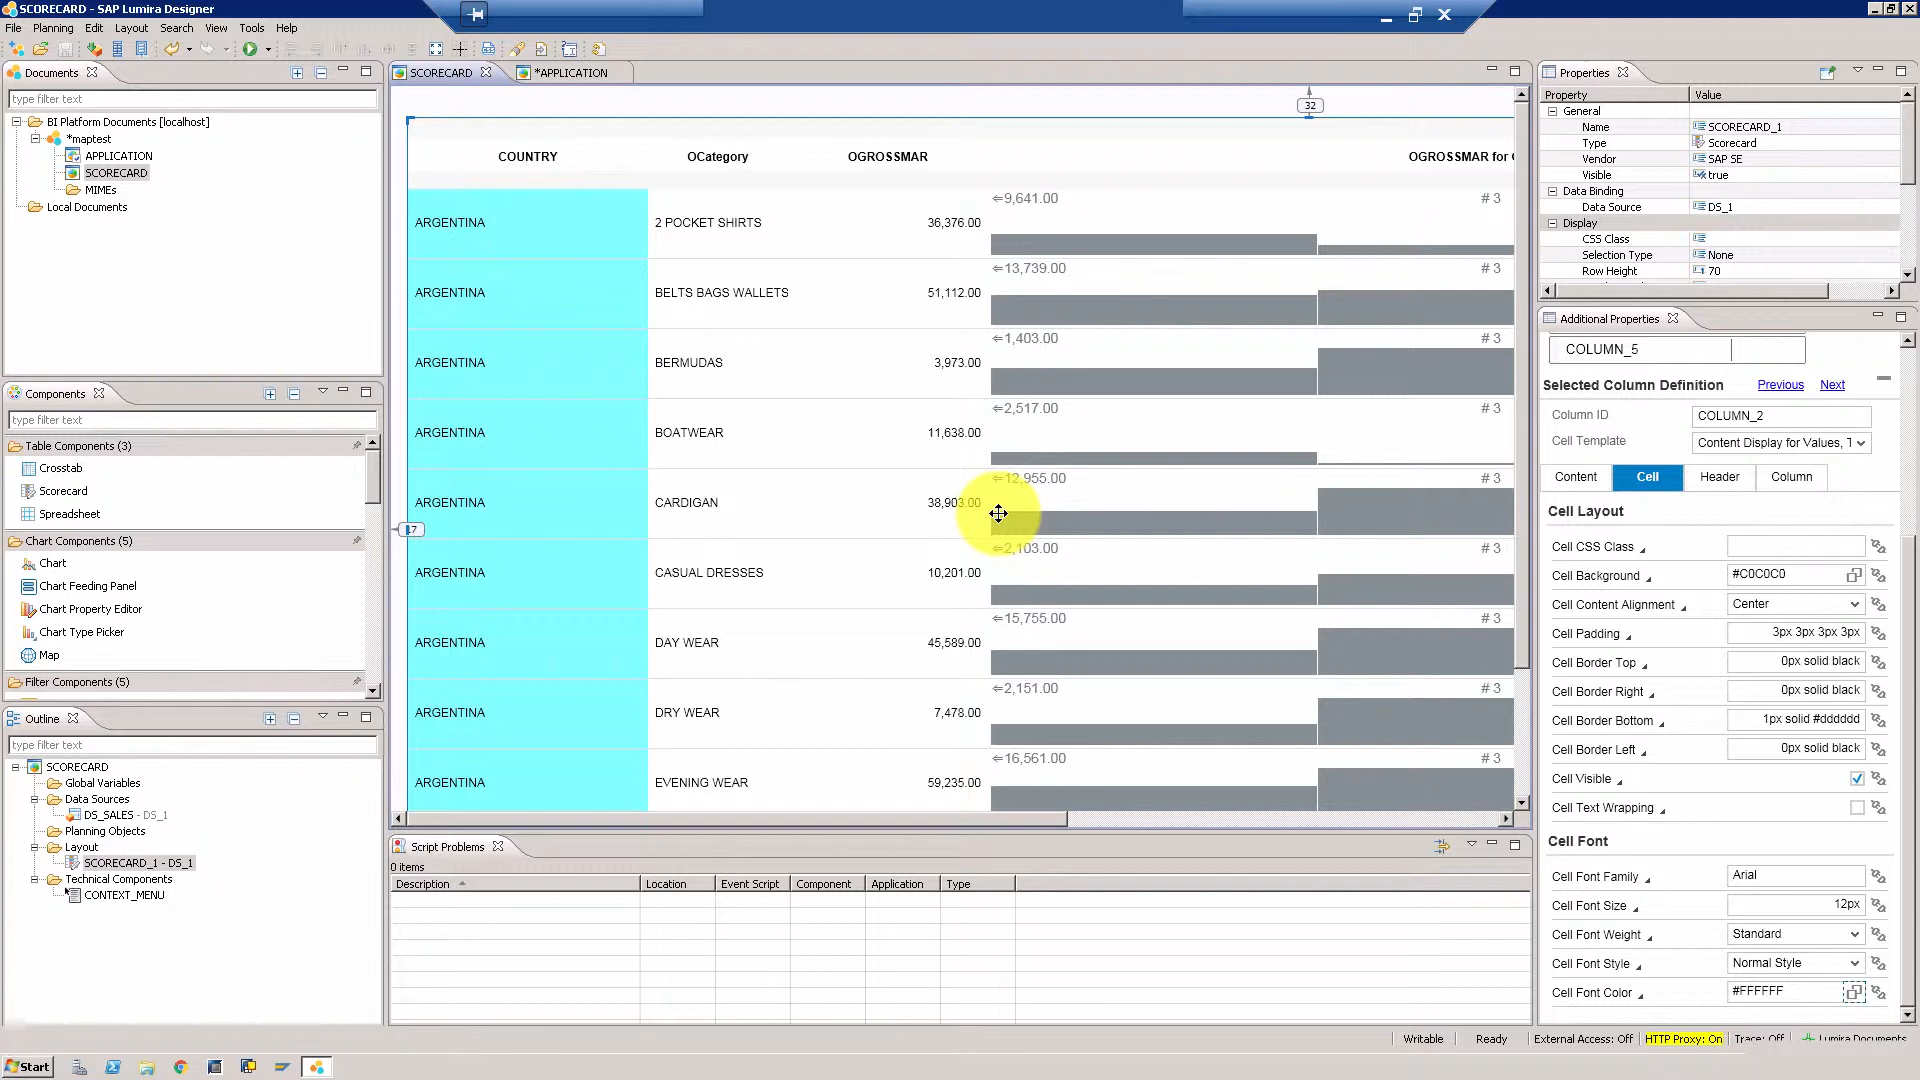 SCORECARD - SAP Lumira Designer
File Planning Edit Layout Search View Tools Help
Documents
type filter text
BI Platform Documents [localhost]
*maptest
APPLICATION
SCORECARD
MIMEs
Local Documents
Components
type filter text
Table Components (3)
Crosstab
Scorecard
Spreadsheet
Chart Components (5)
Chart
Chart Feeding Panel
Chart Property Editor
Chart Type Picker
Map
Filter Components (5)
Outline
type filter text
SCORECARD
Global Variables
Data Sources
DS_SALES - DS_1
Planning Objects
Layout
SCORECARD_1 - DS_1
Technical Components
CONTEXT_MENU
SCORECARD *APPLICATION
32
COUNTRY OCategory OGROSSMAR OGROSSMAR for
ARGENTINA 2 POCKET SHIRTS 36,376.00 ⇐9,641.00 # 3
ARGENTINA BELTS BAGS WALLETS 51,112.00 ⇐13,739.00 # 3
ARGENTINA BERMUDAS 3,973.00 ⇐1,403.00 # 3
ARGENTINA BOATWEAR 11,638.00 ⇐2,517.00 # 3
ARGENTINA CARDIGAN 38,903.00 ⇐12,955.00 # 3
ARGENTINA CASUAL DRESSES 10,201.00 ⇐2,103.00 # 3
ARGENTINA DAY WEAR 45,589.00 ⇐15,755.00 # 3
ARGENTINA DRY WEAR 7,478.00 ⇐2,151.00 # 3
ARGENTINA EVENING WEAR 59,235.00 ⇐16,561.00 # 3
Script Problems
0 items
Description Location Event Script Component Application Type
Properties
Property Value
General
Name SCORECARD_1
Type Scorecard
Vendor SAP SE
Visible true
Data Binding
Data Source DS_1
Display
CSS Class
Selection Type None
Row Height 70
Additional Properties
COLUMN_5
Selected Column Definition Previous Next
Column ID COLUMN_2
Cell Template Content Display for Values, T
Content Cell Header Column
Cell Layout
Cell CSS Class
Cell Background #C0C0C0
Cell Content Alignment Center
Cell Padding 3px 3px 3px 3px
Cell Border Top 0px solid black
Cell Border Right 0px solid black
Cell Border Bottom 1px solid #dddddd
Cell Border Left 0px solid black
Cell Visible
Cell Text Wrapping
Cell Font
Cell Font Family Arial
Cell Font Size 12px
Cell Font Weight Standard
Cell Font Style Normal Style
Cell Font Color #FFFFFF
Writable Ready External Access: Off HTTP Proxy: On Trace: Off Lumira Documents
Start